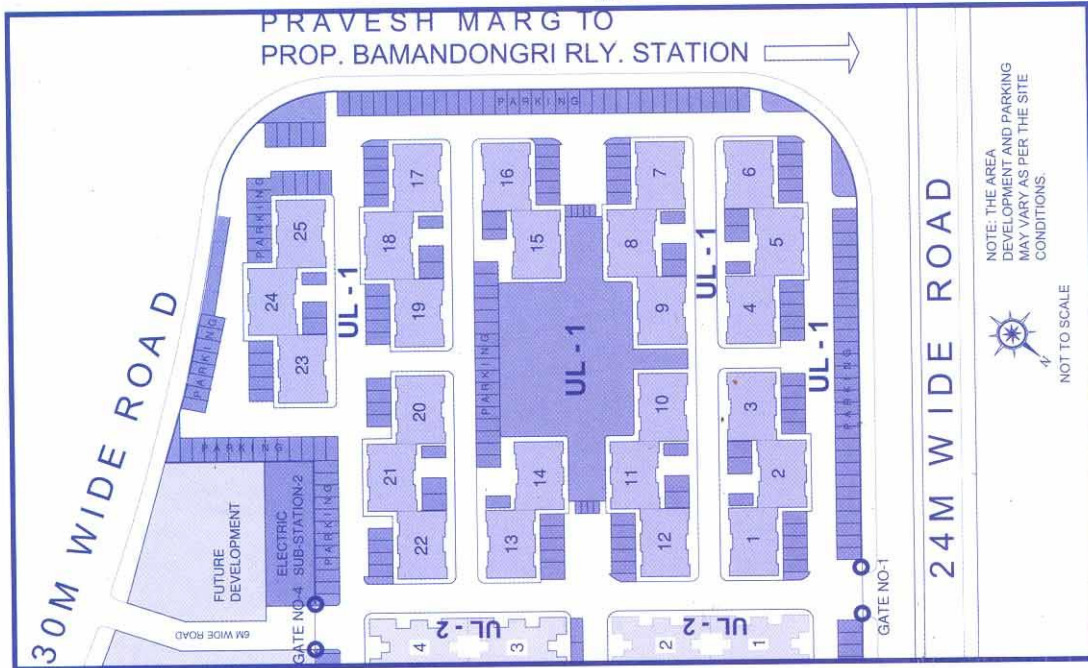 PRAVESH MARG TO
PROP. BAMANDONGRI RLY. STATION
30M WIDE ROAD
PARKING
PARKING
PARKING
PARKING
25
24
23
UL - 1
17
18
19
20
21
22
16
15
14
13
PARKING
UL - 1
7
8
9
10
11
12
UL - 1
6
5
4
3
2
1
UL - 1
PARKING
FUTURE
DEVELOPMENT
ELECTRIC
SUB-STATION-2
PARKING
6M WIDE ROAD
GATE NO-4
UL - 2
4
3
UL - 2
2
1
GATE NO-1
24M WIDE ROAD
NOTE: THE AREA
DEVELOPMENT AND PARKING
MAY VARY AS PER THE SITE
CONDITIONS.
N
NOT TO SCALE